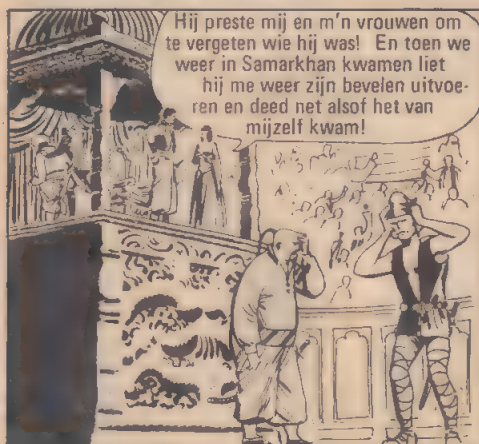 Hij preste mij en m'n vrouwen om
te vergeten wie hij was! En toen we
weer in Samarkhan kwamen liet
hij me weer zijn bevelen uitvoe-
ren en deed net alsof het van
mijzelf kwam!